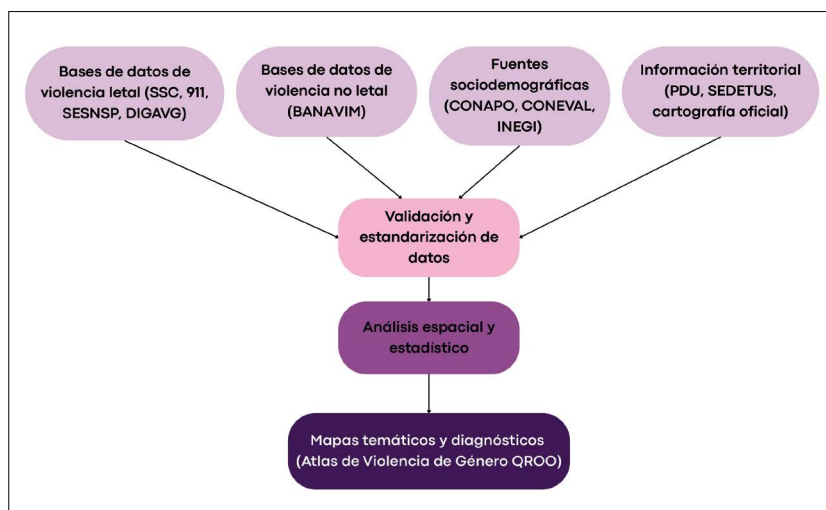 Bases de datos de
violencia letal (SSC, 911,
SESNSP, DIGAVG)
Bases de datos de
violencia no letal
(BANAVIM)
Fuentes
sociodemográficas
(CONAPO, CONEVAL,
INEGI)
Información territorial
(PDU, SEDETUS,
cartografía oficial)
Validación y
estandarización de
datos
Análisis espacial y
estadístico
Mapas temáticos y diagnósticos
(Atlas de Violencia de Género QROO)